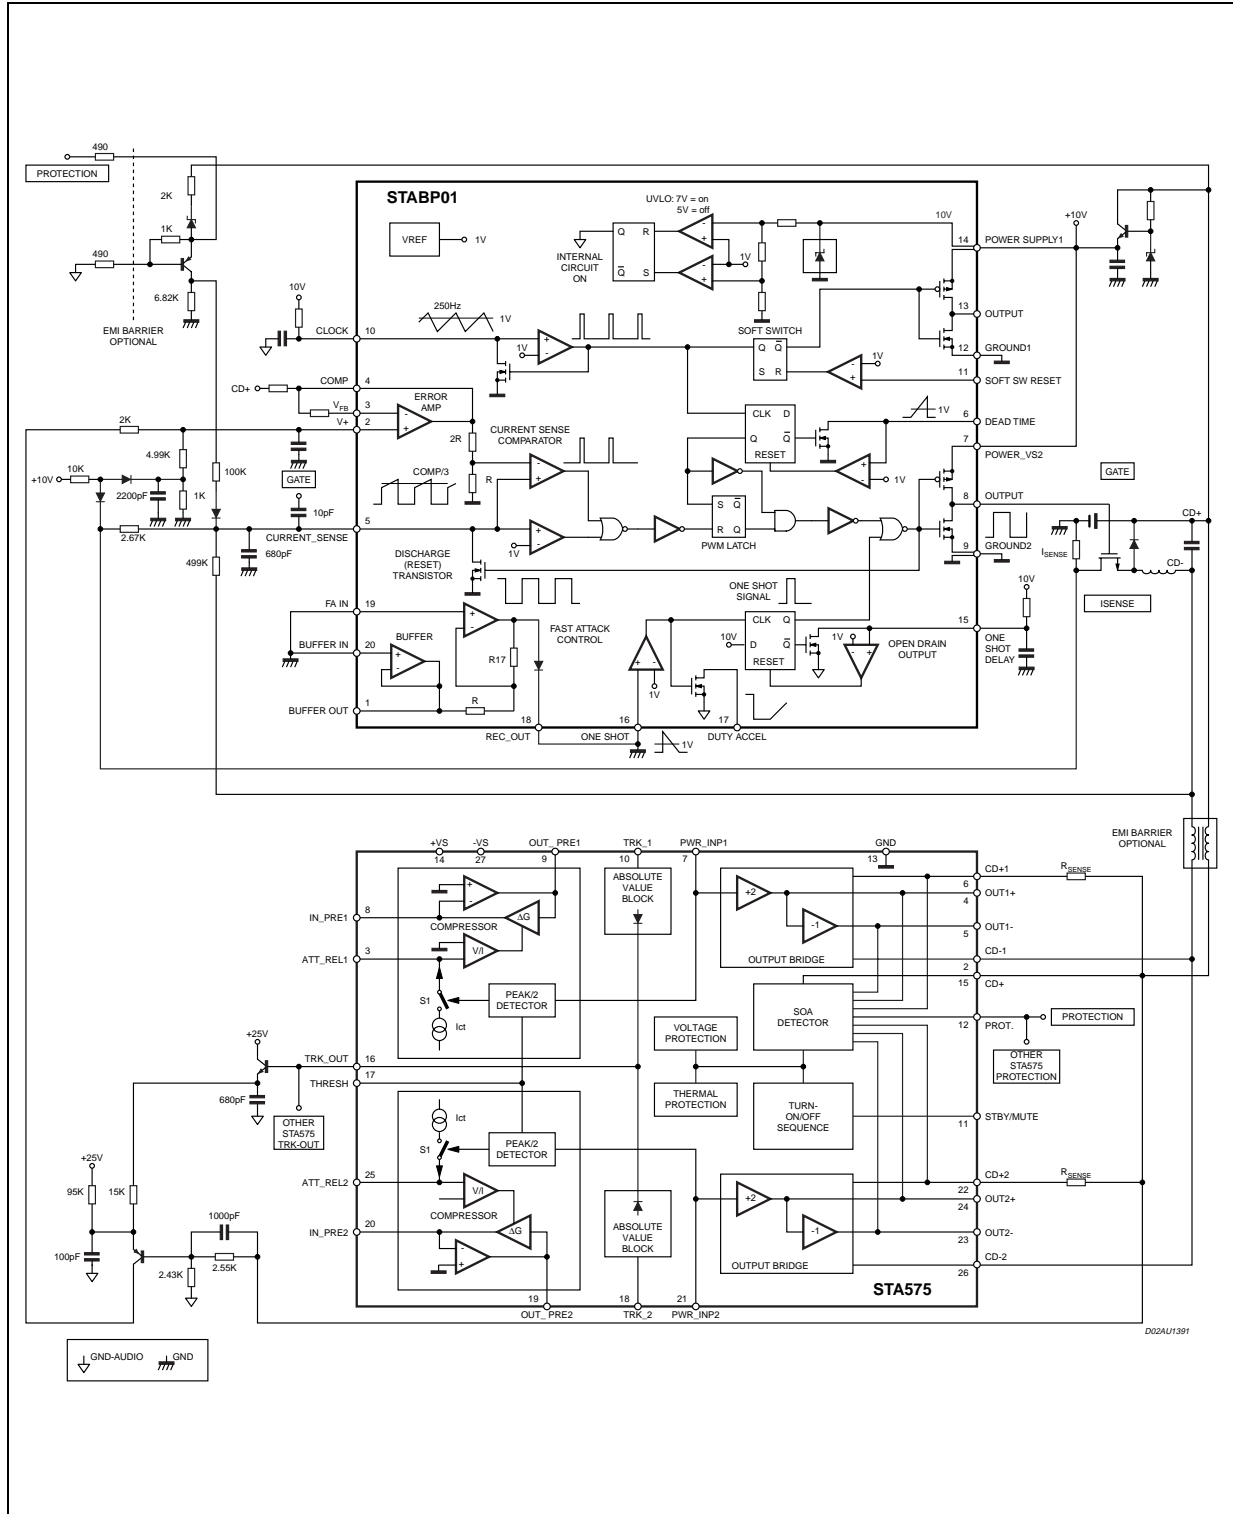 490
PROTECTION
2K
1K
490
6.82K
EMI BARRIER
OPTIONAL
STABP01
VREF
1V
UVLO: 7V = on
5V = off
Q R
Q S
INTERNAL
CIRCUIT
ON
- + - +
1V
10V
14 POWER SUPPLY1
+10V
13 OUTPUT
12 GROUND1
11 SOFT SW RESET
10V
CLOCK 10
250Hz
1V
1V
+ -
SOFT SWITCH
Q Q
S R
1V
- +
CD+
COMP 4
VFB 3
V+ 2
ERROR
AMP
- +
2R
R
CURRENT SENSE
COMPARATOR
- +
+ -
1V
COMP/3
CLK D
Q Q
RESET
1V
6 DEAD TIME
+ -
1V
7 POWER_VS2
S Q
R Q
PWM LATCH
8 OUTPUT
9 GROUND2
GATE
CD+
CD-
ISENSE
ISENSE
2K
4.99K
+10V
10K
2200pF
1K
GATE
10pF
100K
2.67K
5
CURRENT_SENSE
680pF
499K
DISCHARGE
(RESET)
TRANSISTOR
FA IN 19
BUFFER IN 20
BUFFER
+ -
+ -
FAST ATTACK
CONTROL
R17
R
1
BUFFER OUT
ONE SHOT
SIGNAL
CLK Q
10V D Q
RESET
+ -
1V
1V
- +
OPEN DRAIN
OUTPUT
10V
15 ONE
SHOT
DELAY
18 REC_OUT
16 ONE SHOT
1V
17 DUTY ACCEL
EMI BARRIER
OPTIONAL
+VS 14
-VS 27
OUT_ PRE1 9
TRK_1 10
PWR_INP1 7
GND 13
IN_PRE1 8
ATT_REL1 3
+ -
COMPRESSOR
ΔG
V/I
S1
Ict
PEAK/2
DETECTOR
ABSOLUTE
VALUE
BLOCK
+2
-1
OUTPUT BRIDGE
CD+1 6
RSENSE
OUT1+ 4
OUT1- 5
CD-1 2
CD+ 15
PROT. 12
PROTECTION
OTHER
STA575
PROTECTION
SOA
DETECTOR
VOLTAGE
PROTECTION
THERMAL
PROTECTION
TURN-
ON/OFF
SEQUENCE
STBY/MUTE 11
+25V
TRK_OUT 16
THRESH 17
680pF
OTHER
STA575
TRK-OUT
Ict
S1
PEAK/2
DETECTOR
ATT_REL2 25
IN_PRE2 20
V/I
COMPRESSOR
ΔG
- +
ABSOLUTE
VALUE
BLOCK
+2
-1
OUTPUT BRIDGE
CD+2 22
RSENSE
OUT2+ 24
OUT2- 23
CD-2 26
STA575
+25V
95K
15K
100pF
1000pF
2.43K
2.55K
19 OUT_ PRE2
18 TRK_2
21 PWR_INP2
D02AU1391
GND-AUDIO GND